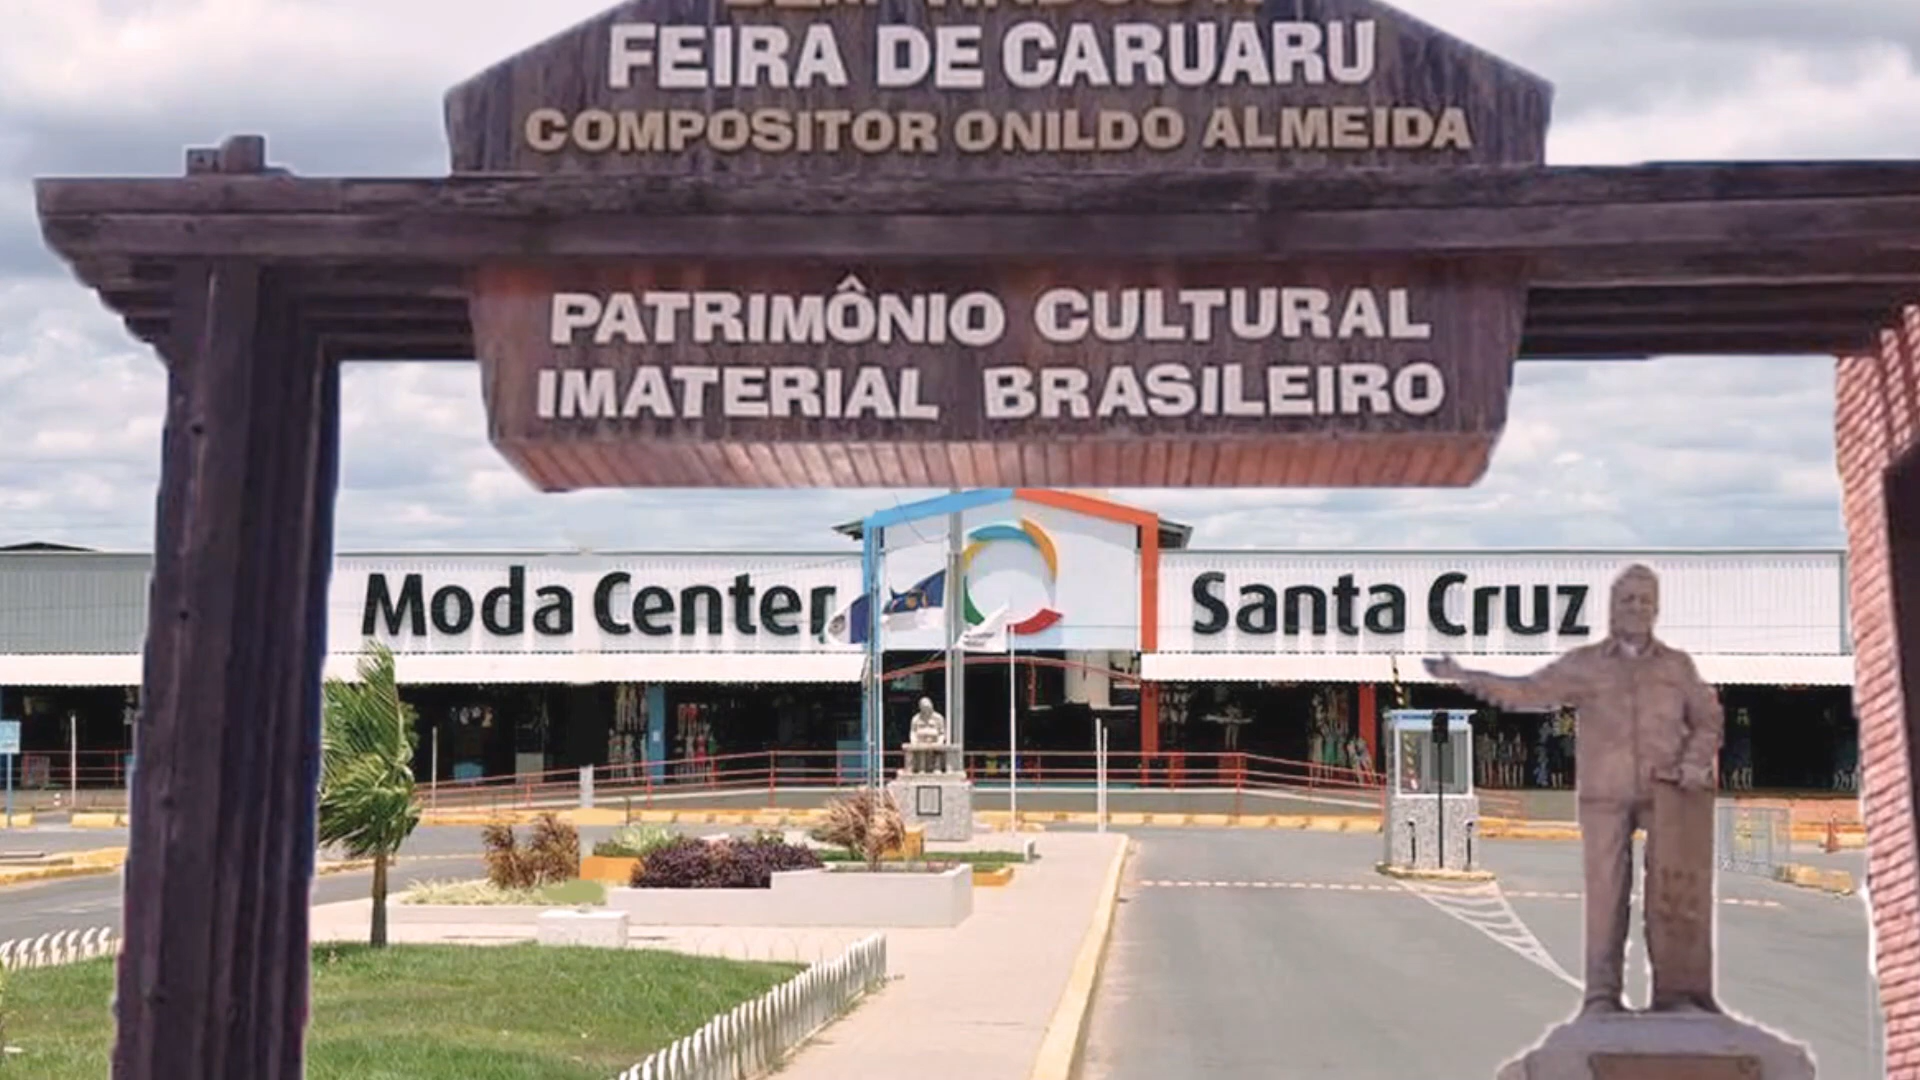 FEIRA DE CARUARU
COMPOSITOR ONILDO ALMEIDA
PATRIMÔNIO CULTURAL
IMATERIAL BRASILEIRO
Moda Center Santa Cruz